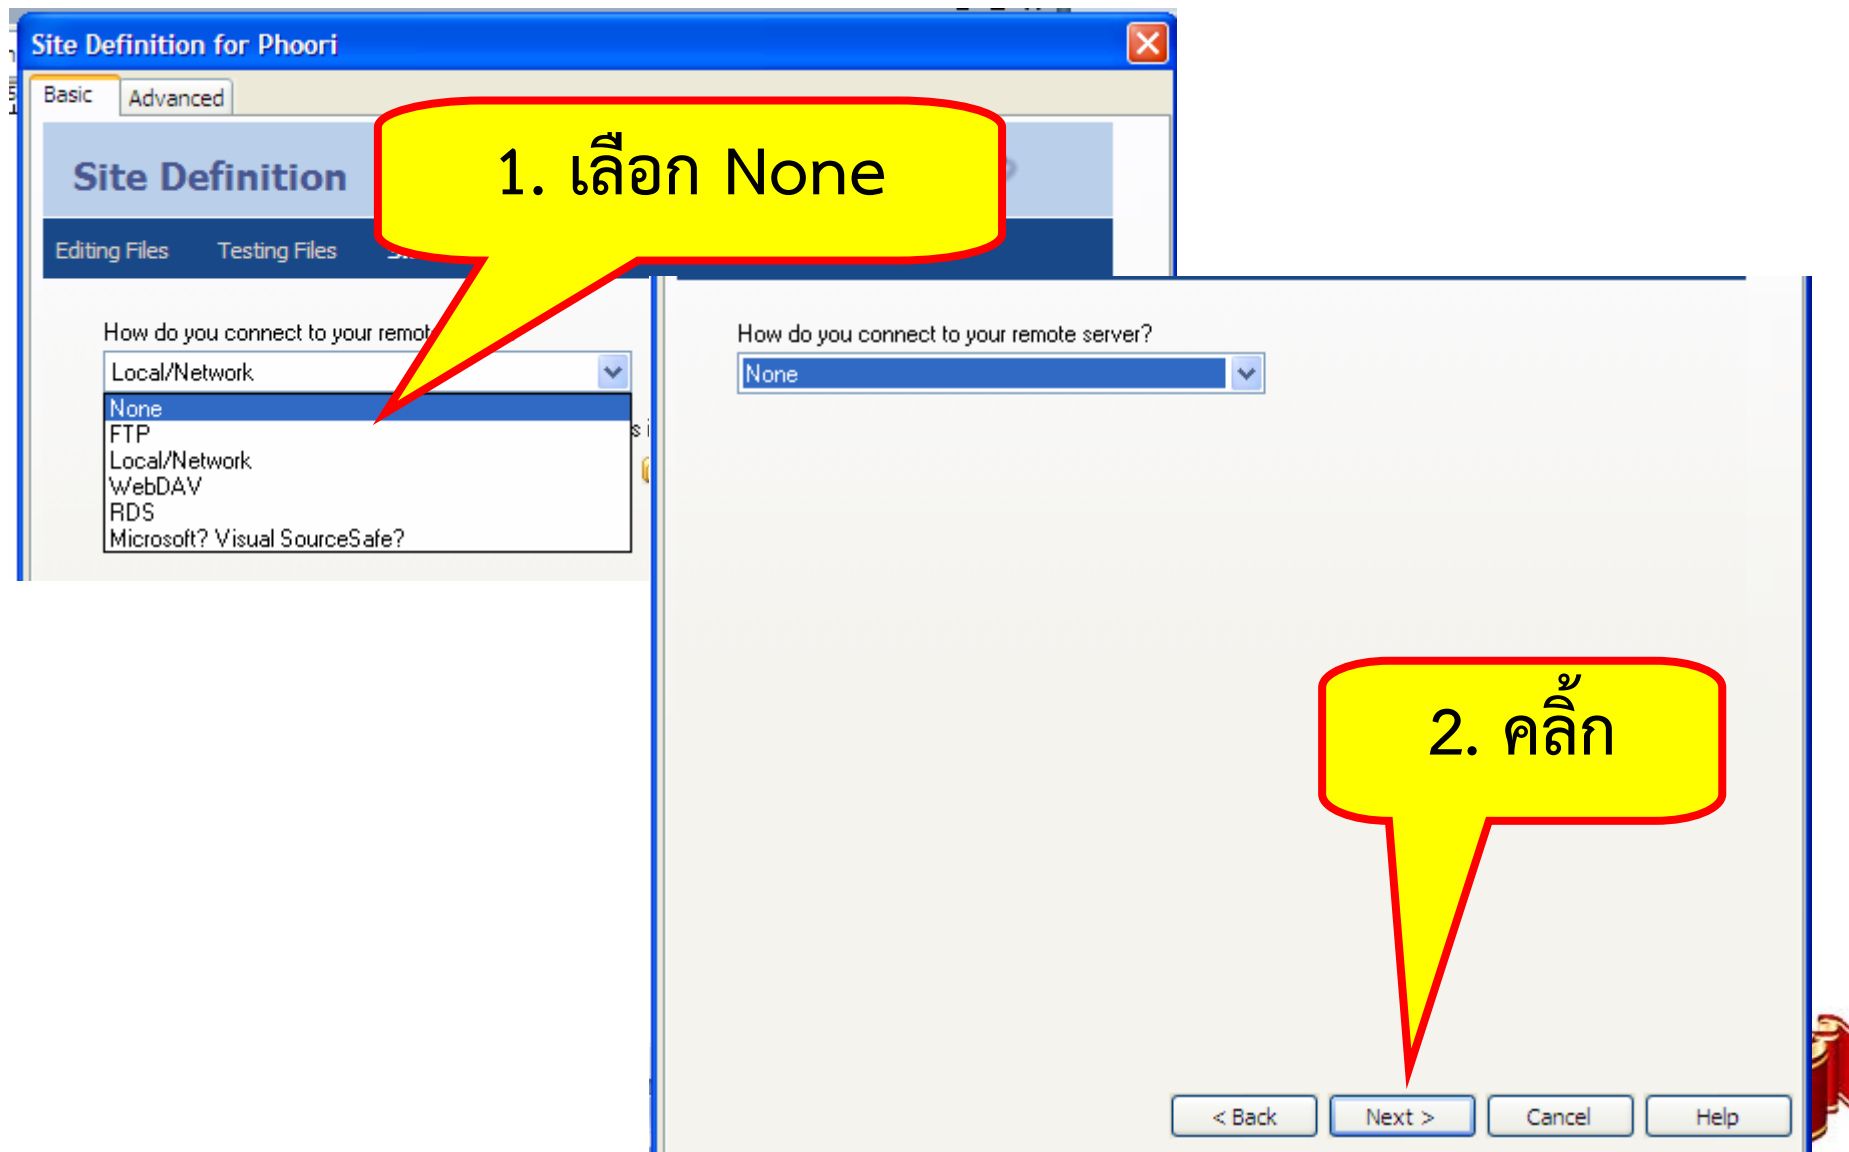 Site Definition for Phoori
Basic
Advanced
Site Definition
1. เลือก None
Editing Files
Testing Files
How do you connect to your
Local/Network
None
FTP
Local/Network
WebDAV
RDS
Microsoft? Visual SourceSafe?
How do you connect to your remote server?
None
2. คลิ้ก
< Back
Next >
Cancel
Help